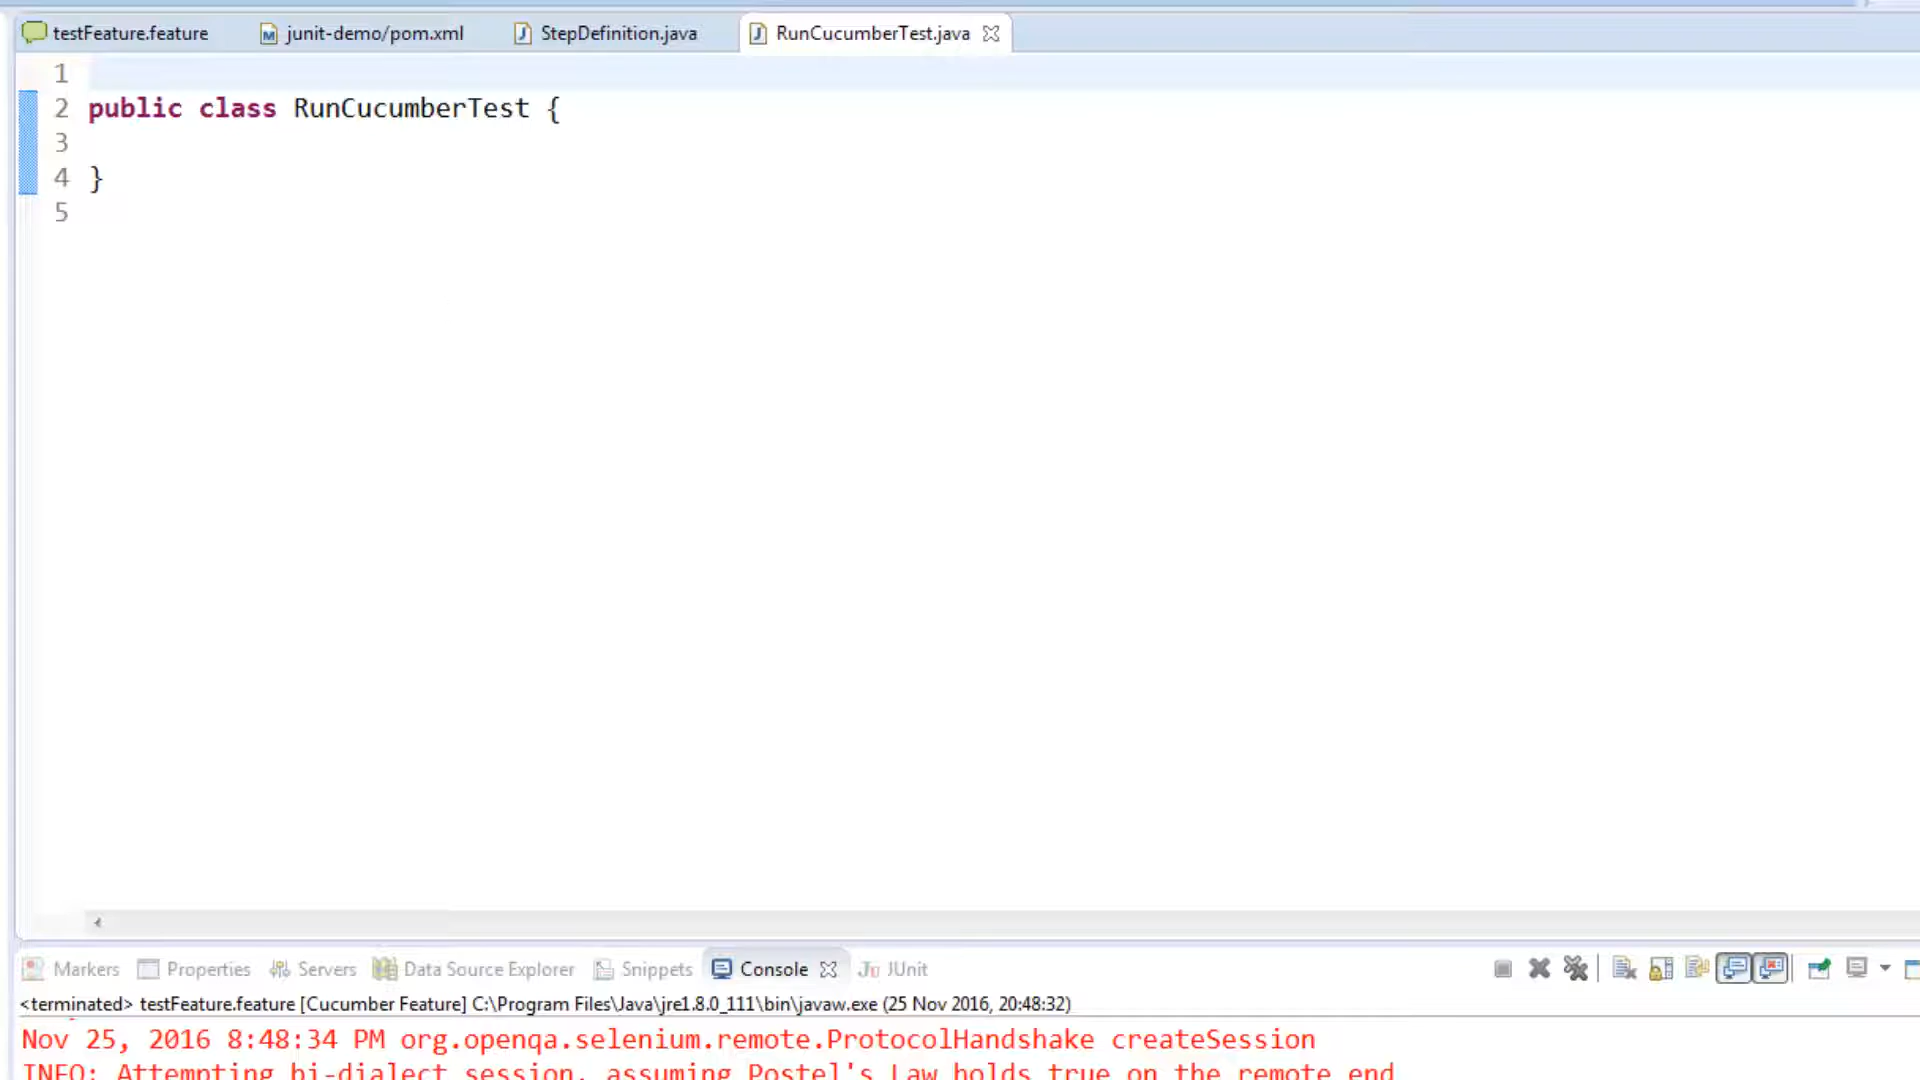 testFeature.feature junit-demo/pom.xml StepDefinition.java RunCucumberTest.java
1
2 public class RunCucumberTest {
3
4 }
5
Markers Properties Servers Data Source Explorer Snippets Console JUnit
<terminated> testFeature.feature [Cucumber Feature] C:\Program Files\Java\jre1.8.0_111\bin\javaw.exe (25 Nov 2016, 20:48:32)
Nov 25, 2016 8:48:34 PM org.openqa.selenium.remote.ProtocolHandshake createSession
INFO: Attempting bi-dialect session, assuming Postel's Law holds true on the remote end